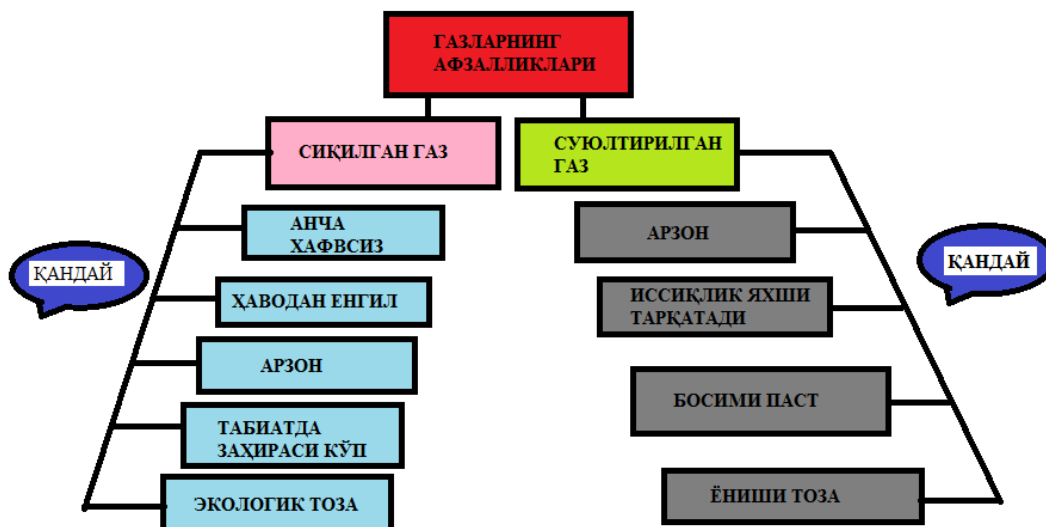 ГАЗЛАРНИНГ
АФЗАЛЛИКЛАРИ
СИҚИЛГАН ГАЗ
СУЮЛТИРИЛГАН
ГАЗ
ҚАНДАЙ
АНЧА
ХАФВСИЗ
ҲАВОДАН ЕНГИЛ
АРЗОН
ТАБИАТДА
ЗАҲИРАСИ КЎП
ЭКОЛОГИК ТОЗА
АРЗОН
ИССИҚЛИК ЯХШИ
ТАРҚАТАДИ
БОСИМИ ПАСТ
ЁНИШИ ТОЗА
ҚАНДАЙ